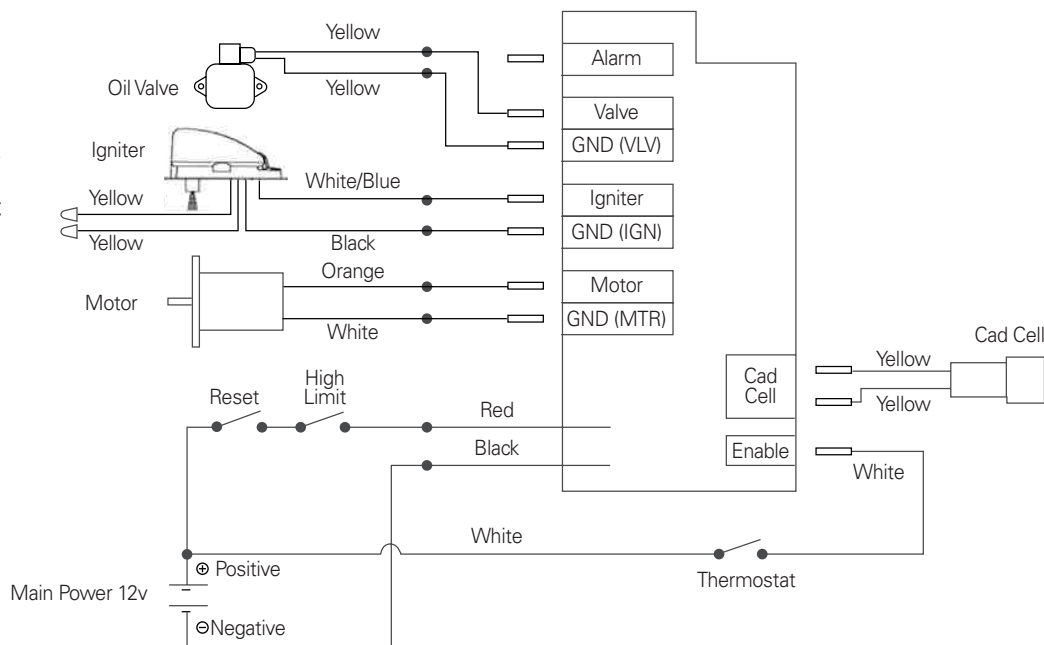 Yellow
Alarm
Oil Valve
Yellow
Valve
GND (VLV)
Igniter
White/Blue
Igniter
Yellow
Yellow
Black
GND (IGN)
Orange
Motor
Motor
White
GND (MTR)
Cad Cell
Yellow
Cad
Cell
Yellow
High
Limit
Reset
Red
Black
Enable
White
White
⊕ Positive
Thermostat
Main Power 12v
⊖Negative